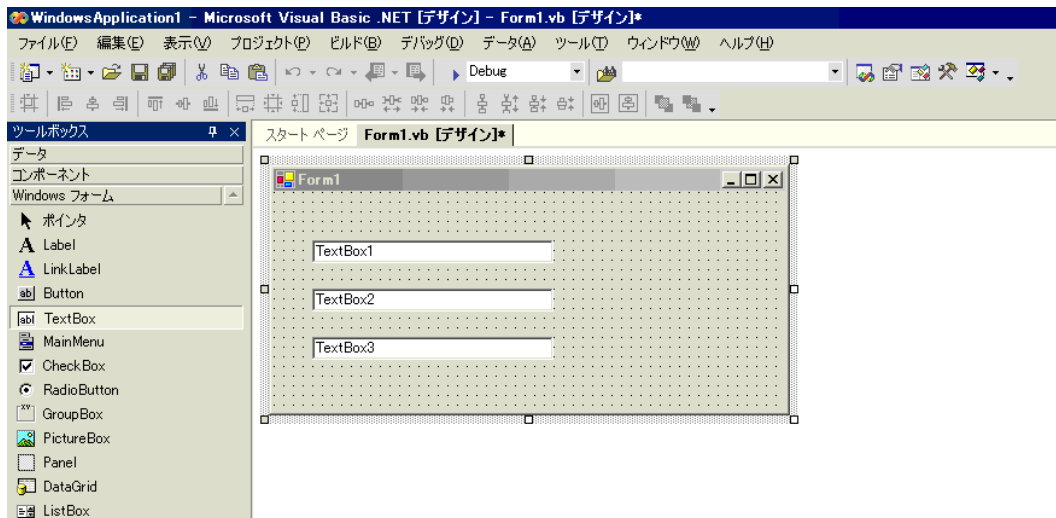 WindowsApplication1 - Microsoft Visual Basic .NET [デザイン] - Form1.vb [デザイン]*
ファイル(F) 編集(E) 表示(V) プロジェクト(P) ビルド(B) デバッグ(D) データ(A) ツール(T) ウィンドウ(W) ヘルプ(H)
Debug
ツールボックス
スタート ページ Form1.vb [デザイン]*
データ
コンポーネント
Windows フォーム
ポインタ
A Label
A LinkLabel
ab Button
abl TextBox
MainMenu
CheckBox
RadioButton
XY GroupBox
PictureBox
Panel
DataGrid
ListBox
Form1
TextBox1
TextBox2
TextBox3